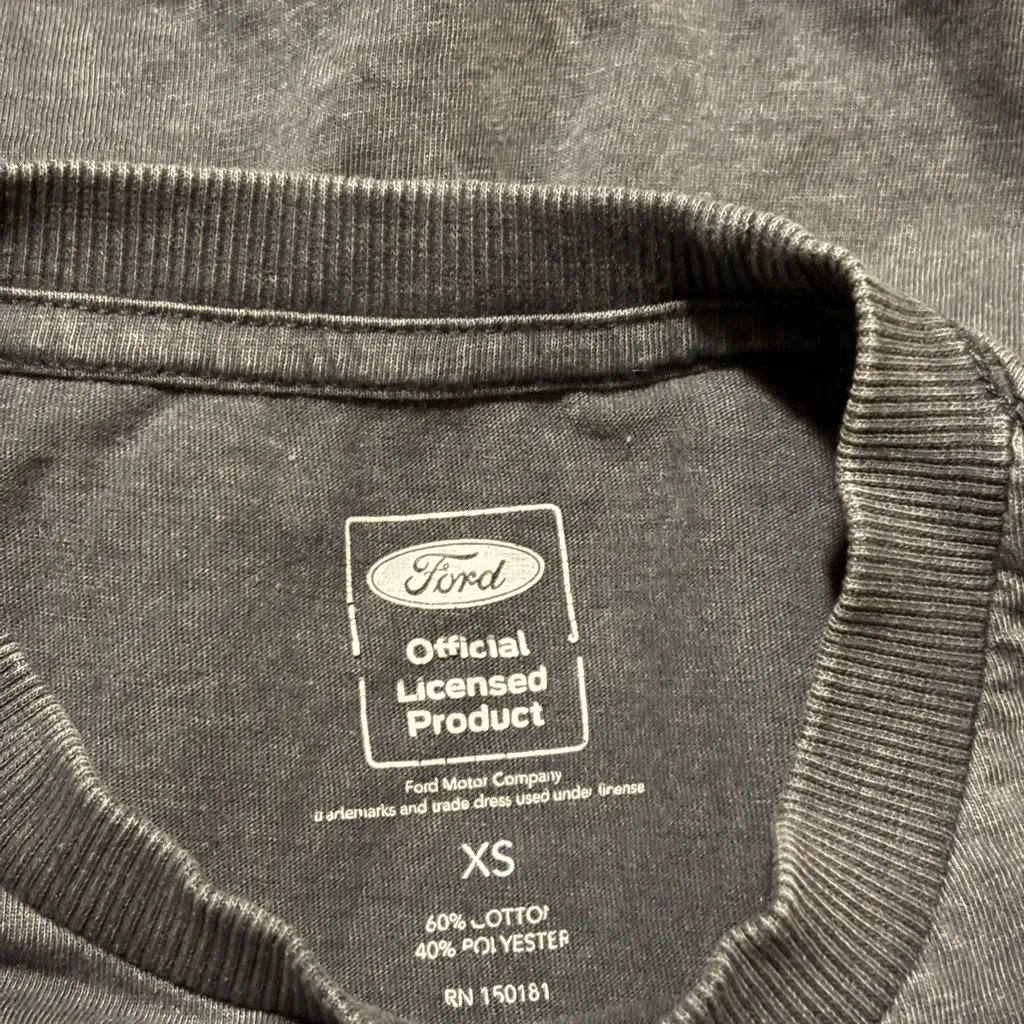 Ford
Official
Licensed
Product
Ford Motor Company
trademarks and trade dress used under license
XS
60% COTTON
40% POLYESTER
RN 150181